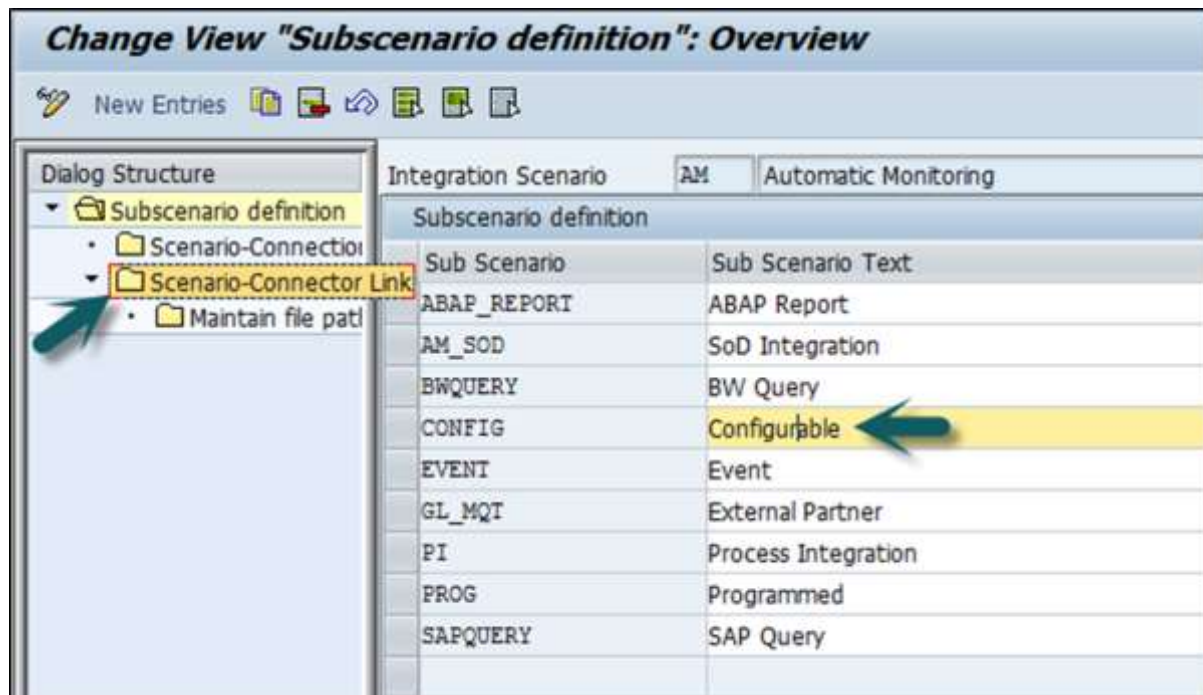 Change View "Subscenario definition": Overview
New Entries
Dialog Structure
Subscenario definition
Scenario-Connection
Scenario-Connector Link
Maintain file path
Integration Scenario AM Automatic Monitoring
Subscenario definition
Sub Scenario Sub Scenario Text
ABAP_REPORT ABAP Report
AM_SOD SoD Integration
BWQUERY BW Query
CONFIG Configurable
EVENT Event
GL_MQT External Partner
PI Process Integration
PROG Programmed
SAPQUERY SAP Query